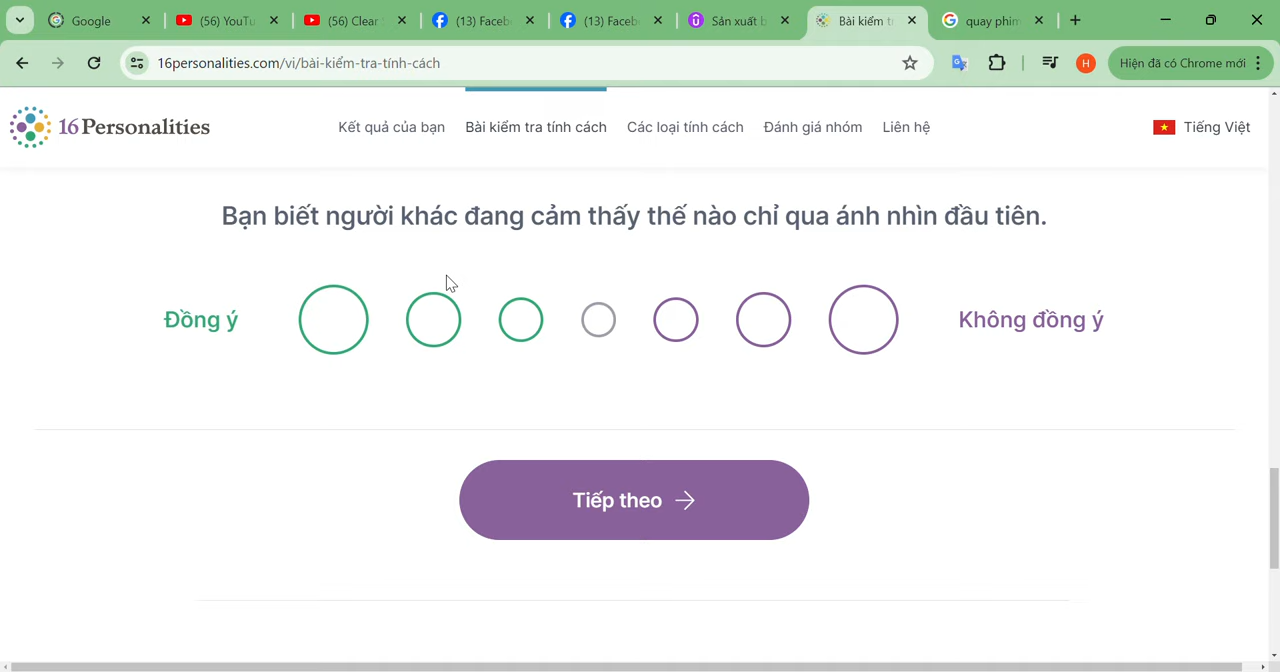 Google
(56) YouTu
(56) Clear
(13) Faceb
(13) Faceb
Sản xuất b
Bài kiểm t
quay phim
16personalities.com/vi/bài-kiểm-tra-tính-cách
H
Hiện đã có Chrome mới
16Personalities
Kết quả của bạn
Bài kiểm tra tính cách
Các loại tính cách
Đánh giá nhóm
Liên hệ
Tiếng Việt
Bạn biết người khác đang cảm thấy thế nào chỉ qua ánh nhìn đầu tiên.
Đồng ý
Không đồng ý
Tiếp theo